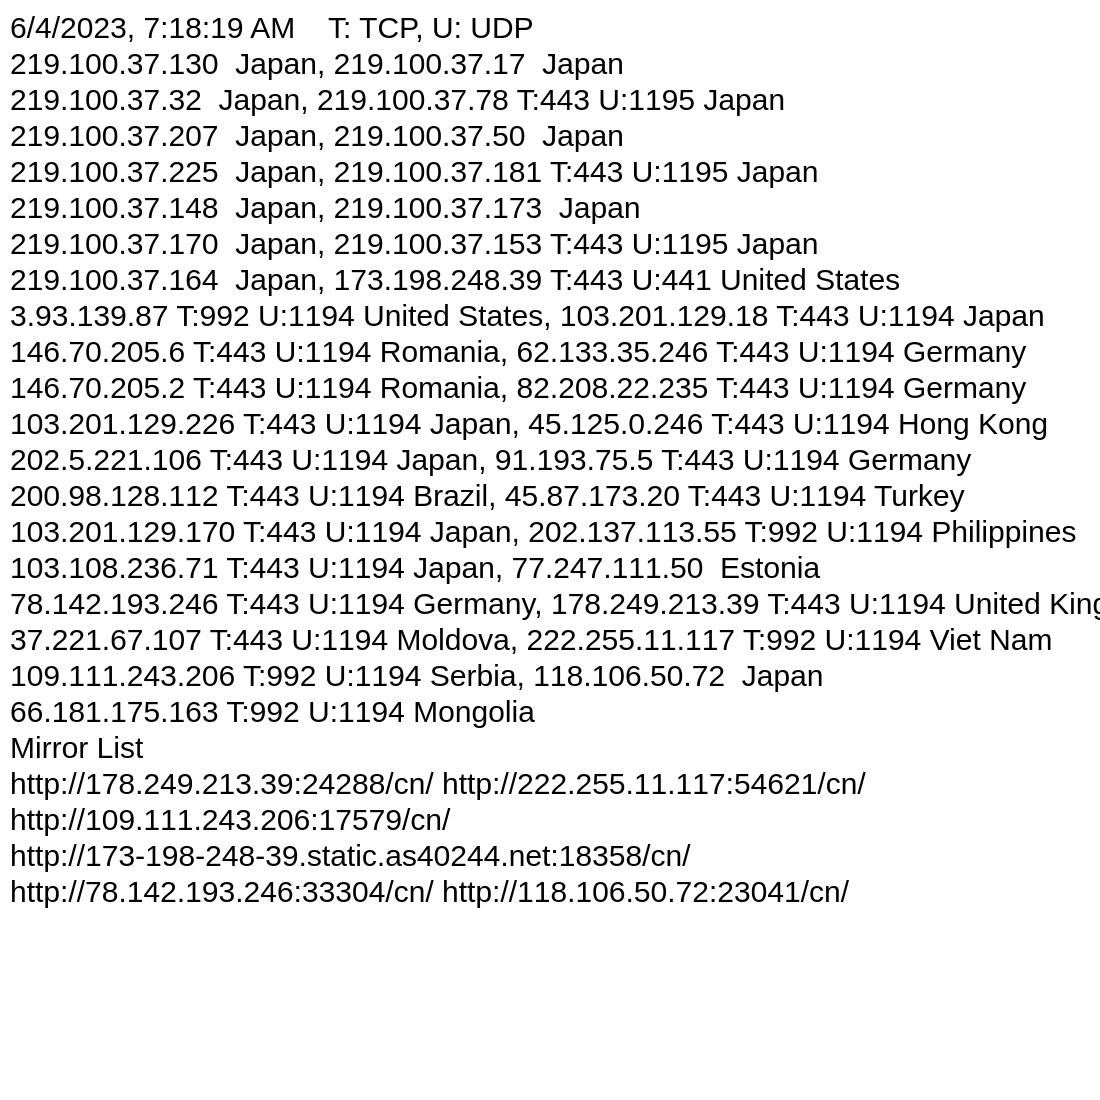 6/4/2023, 7:18:19 AM    T: TCP, U: UDP
219.100.37.130  Japan, 219.100.37.17  Japan
219.100.37.32  Japan, 219.100.37.78 T:443 U:1195 Japan
219.100.37.207  Japan, 219.100.37.50  Japan
219.100.37.225  Japan, 219.100.37.181 T:443 U:1195 Japan
219.100.37.148  Japan, 219.100.37.173  Japan
219.100.37.170  Japan, 219.100.37.153 T:443 U:1195 Japan
219.100.37.164  Japan, 173.198.248.39 T:443 U:441 United States
3.93.139.87 T:992 U:1194 United States, 103.201.129.18 T:443 U:1194 Japan
146.70.205.6 T:443 U:1194 Romania, 62.133.35.246 T:443 U:1194 Germany
146.70.205.2 T:443 U:1194 Romania, 82.208.22.235 T:443 U:1194 Germany
103.201.129.226 T:443 U:1194 Japan, 45.125.0.246 T:443 U:1194 Hong Kong
202.5.221.106 T:443 U:1194 Japan, 91.193.75.5 T:443 U:1194 Germany
200.98.128.112 T:443 U:1194 Brazil, 45.87.173.20 T:443 U:1194 Turkey
103.201.129.170 T:443 U:1194 Japan, 202.137.113.55 T:992 U:1194 Philippines
103.108.236.71 T:443 U:1194 Japan, 77.247.111.50  Estonia
78.142.193.246 T:443 U:1194 Germany, 178.249.213.39 T:443 U:1194 United King
37.221.67.107 T:443 U:1194 Moldova, 222.255.11.117 T:992 U:1194 Viet Nam
109.111.243.206 T:992 U:1194 Serbia, 118.106.50.72  Japan
66.181.175.163 T:992 U:1194 Mongolia
Mirror List
http://178.249.213.39:24288/cn/ http://222.255.11.117:54621/cn/
http://109.111.243.206:17579/cn/
http://173-198-248-39.static.as40244.net:18358/cn/
http://78.142.193.246:33304/cn/ http://118.106.50.72:23041/cn/